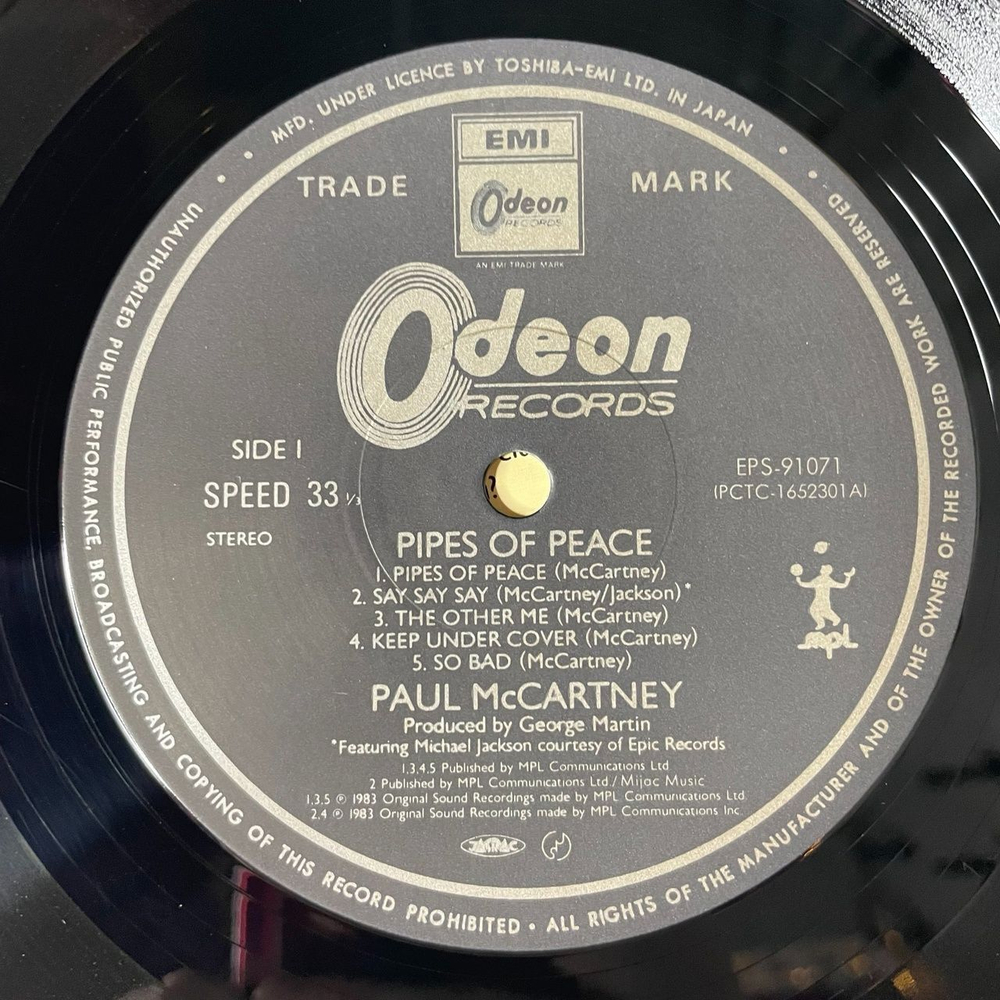 MFD. UNDER LICENCE BY TOSHIBA-EMI LTD. IN JAPAN
EMI
TRADE MARK
Odeon
RECORDS
AN EMI TRADE MARK
Odeon
RECORDS
SIDE 1
SPEED 33 1/3
STEREO
EPS-91071
(PCTC-1652301A)
PIPES OF PEACE
1. PIPES OF PEACE (McCartney)
2. SAY SAY SAY (McCartney/Jackson)*
3. THE OTHER ME (McCartney)
4. KEEP UNDER COVER (McCartney)
5. SO BAD (McCartney)
mpl
PAUL McCARTNEY
Produced by George Martin
*Featuring Michael Jackson courtesy of Epic Records
1.3.4.5 Published by MPL Communications Ltd
2 Published by MPL Communications Ltd / Mijac Music
1.3.5 ℗ 1983 Original Sound Recordings made by MPL Communications Ltd.
2.4 ℗ 1983 Original Sound Recordings made by MPL Communications Inc.
JASRAC
UNAUTHORIZED PUBLIC PERFORMANCE, BROADCASTING AND COPYING OF THIS RECORD PROHIBITED • ALL RIGHTS OF THE MANUFACTURER AND OF THE OWNER OF THE RECORDED WORK ARE RESERVED